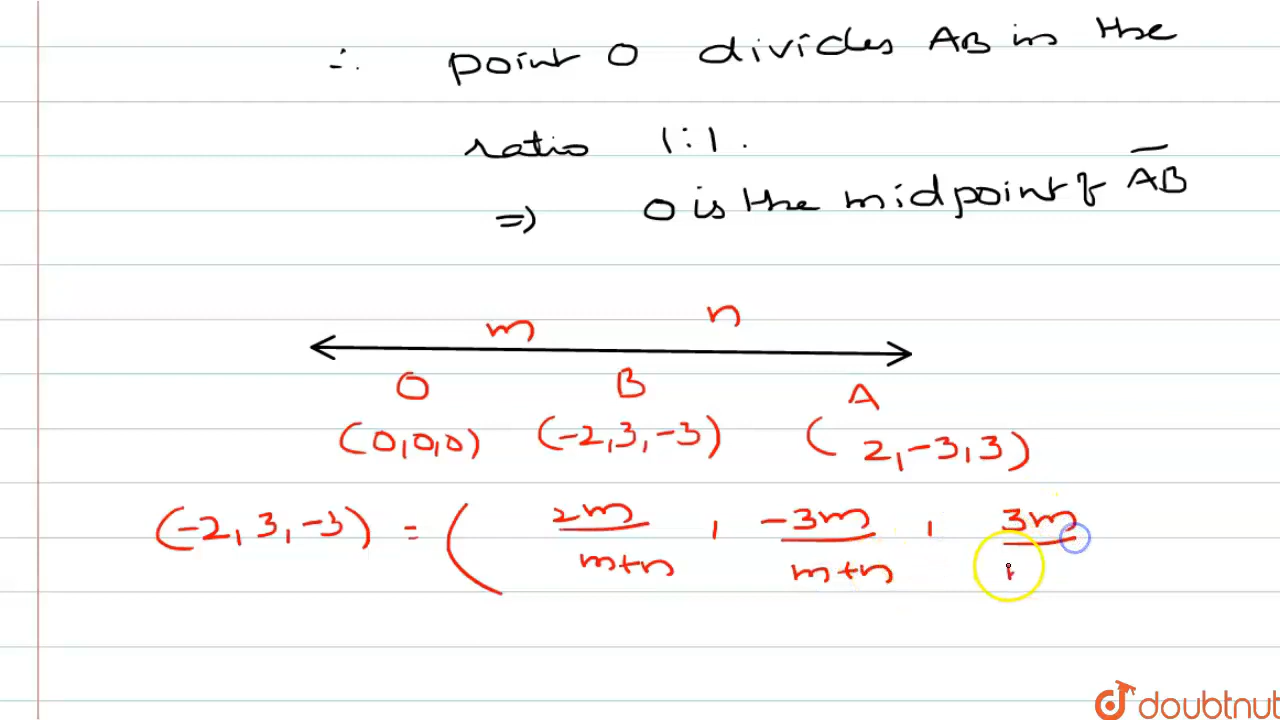 ∴ point O divides AB in the
ratio 1:1.
⇒ O is the midpoint of AB
m n
O B A
(0,0,0) (-2,3,-3) (2,-3,3)
(-2,3,-3) = ( 2m/m+n , -3m/m+n , 3m/
doubtnut